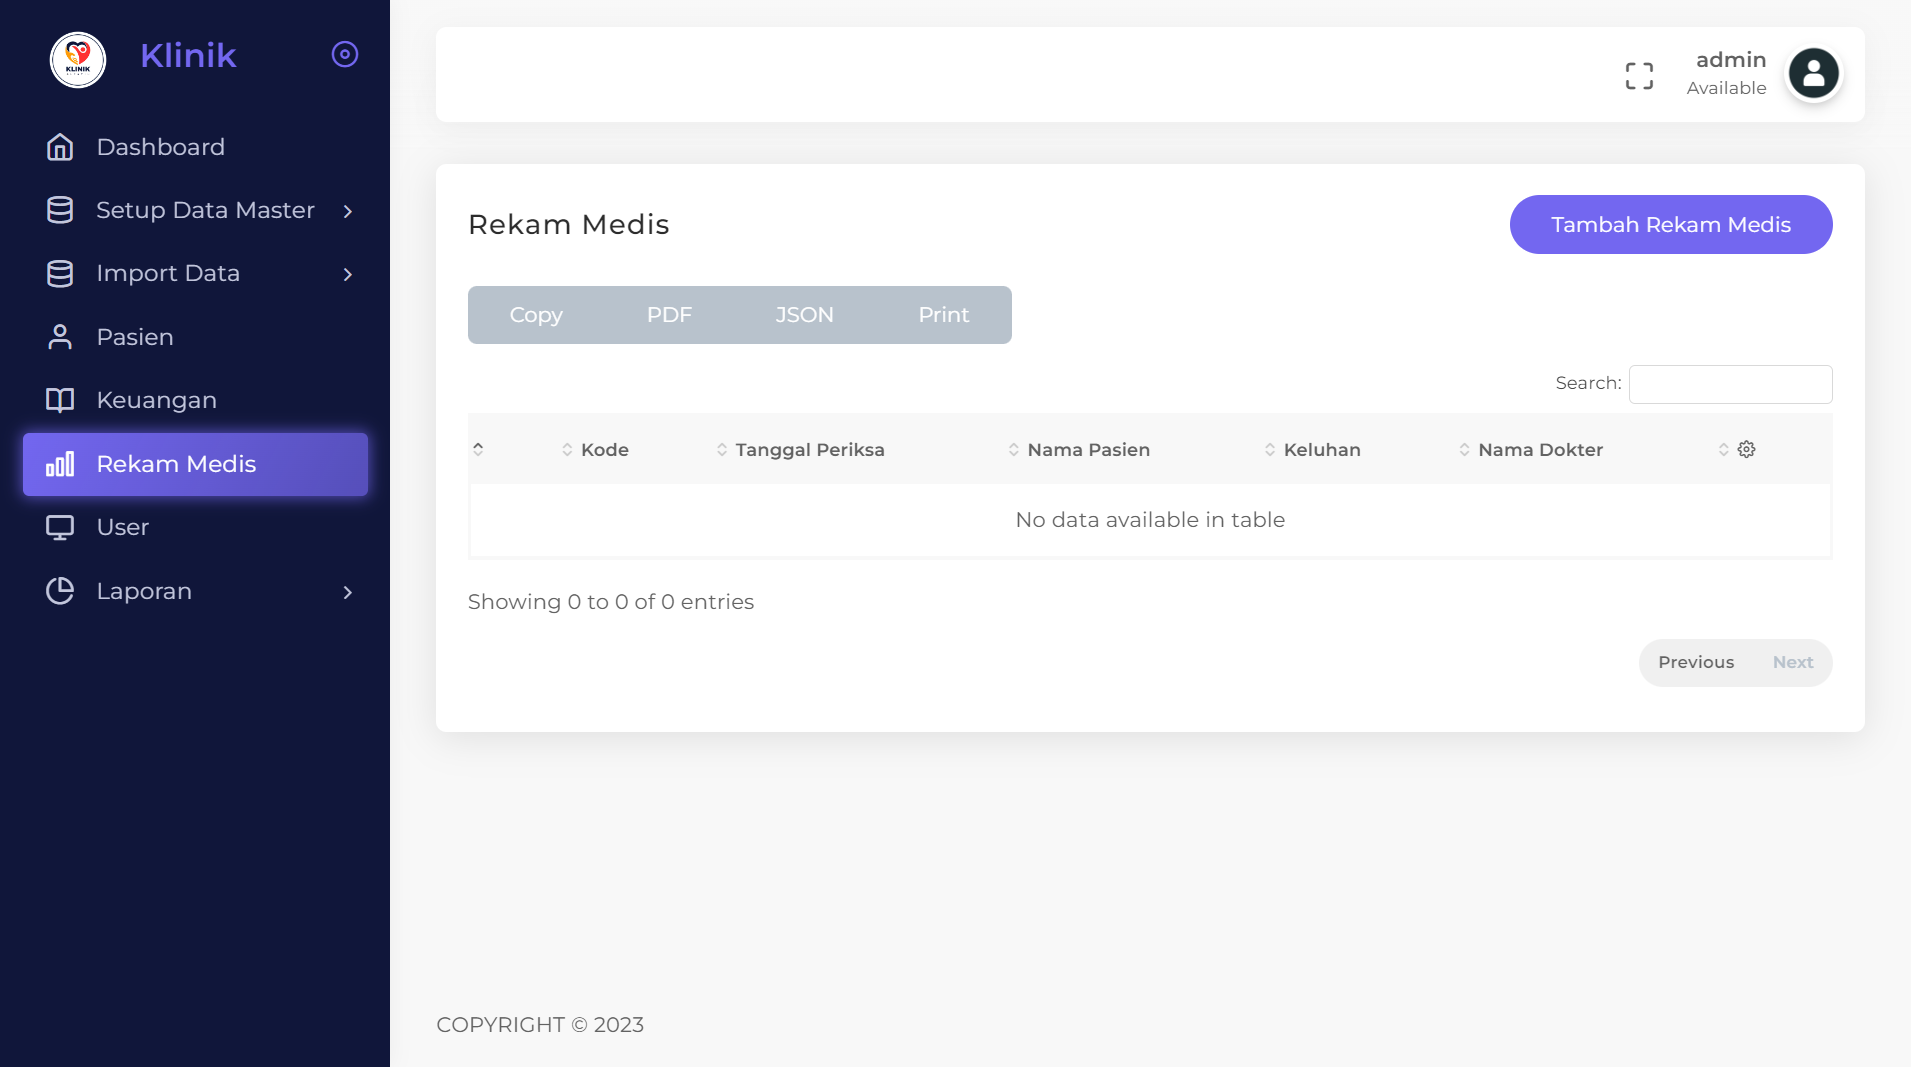 KLINIK
Klinik
Dashboard
Setup Data Master
Import Data
Pasien
Keuangan
Rekam Medis
User
Laporan
admin
Available
Rekam Medis
Tambah Rekam Medis
Copy PDF JSON Print
Search:
Kode Tanggal Periksa Nama Pasien Keluhan Nama Dokter
No data available in table
Showing 0 to 0 of 0 entries
Previous Next
COPYRIGHT © 2023